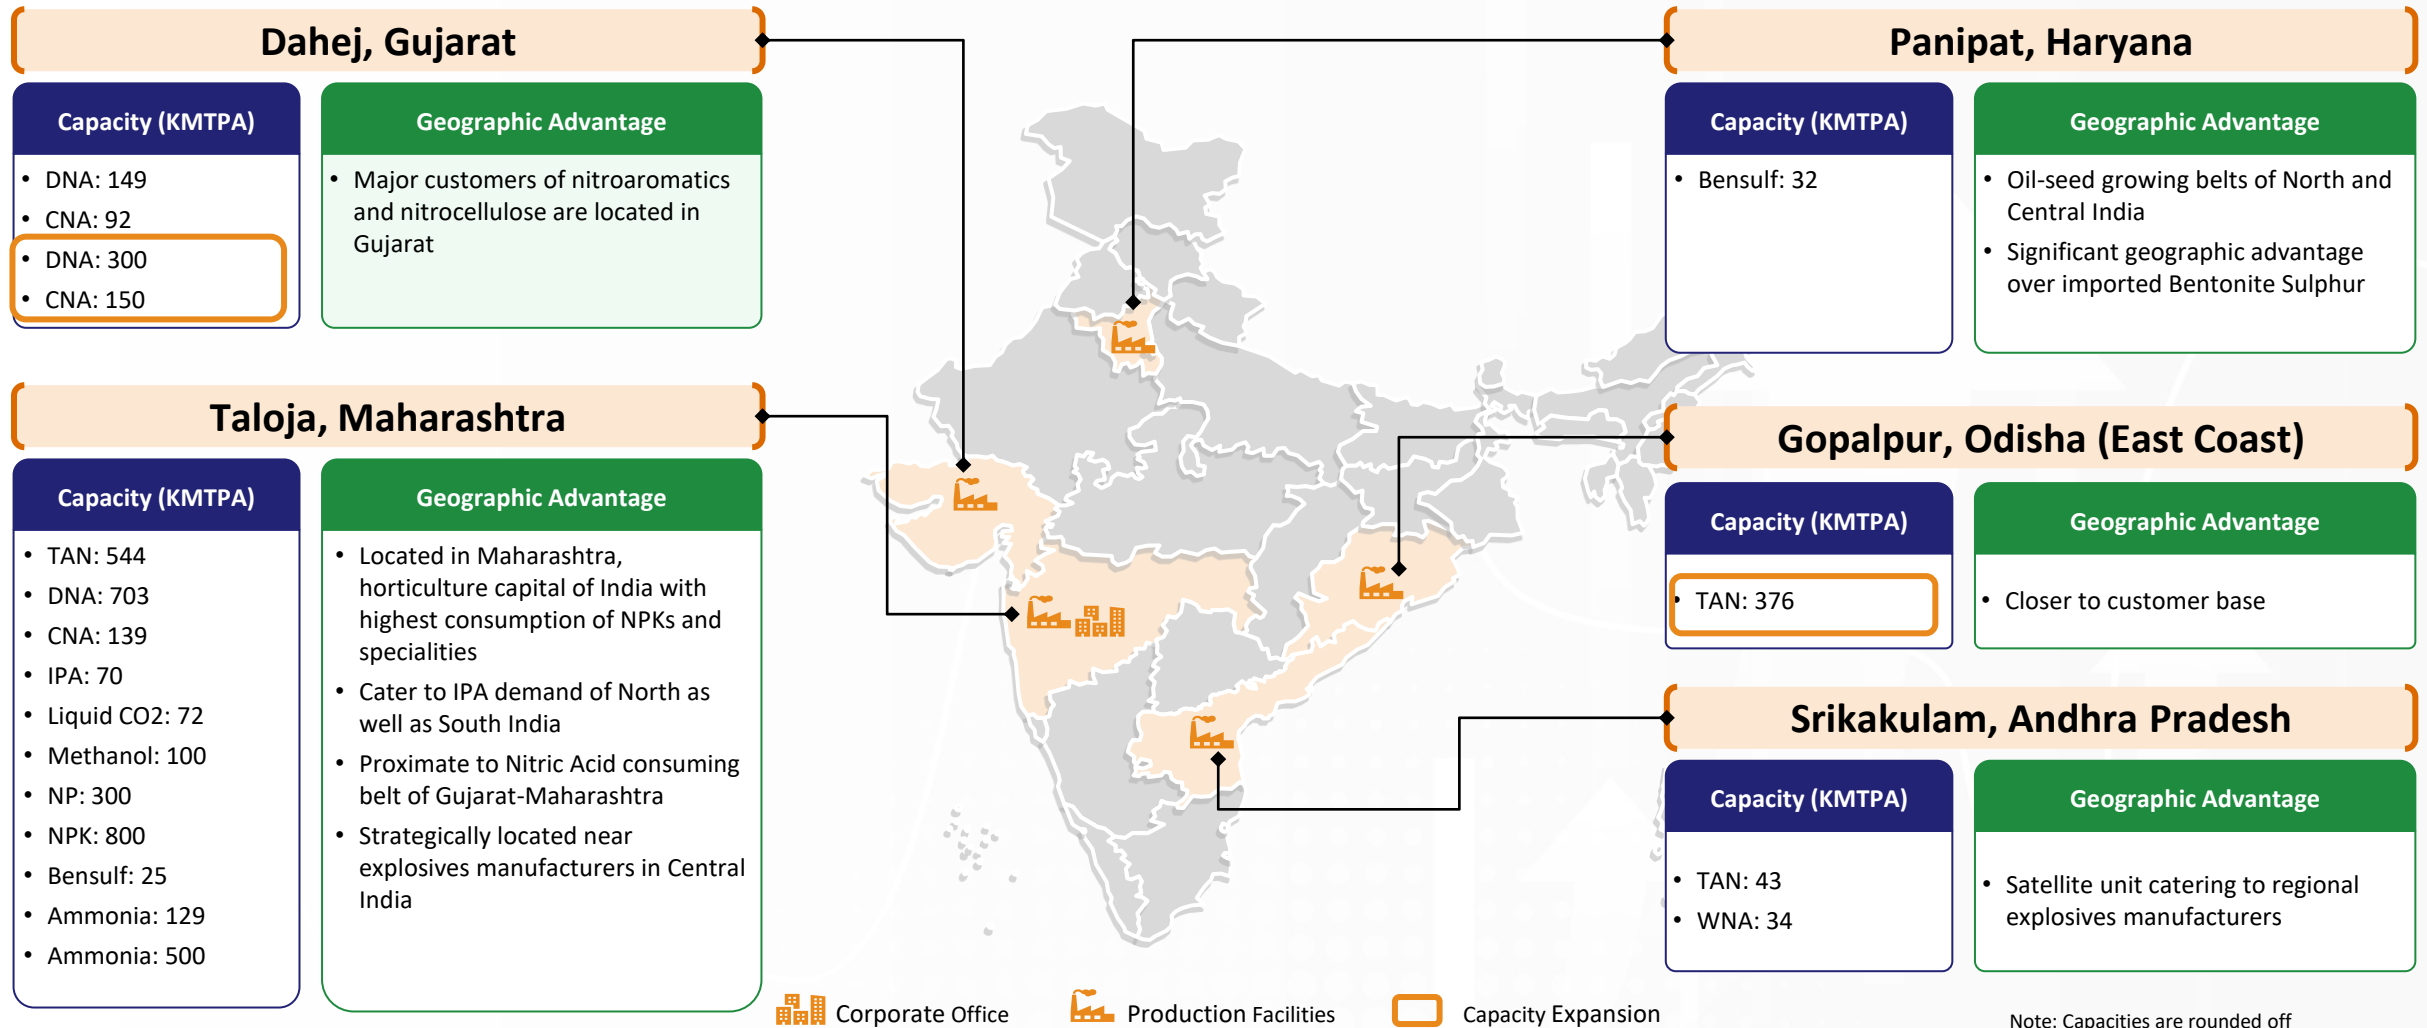 Dahej, Gujarat
Capacity (KMTPA)
• DNA: 149
• CNA: 92
• DNA: 300
• CNA: 150
Geographic Advantage
• Major customers of nitroaromatics
and nitrocellulose are located in
Gujarat
Taloja, Maharashtra
Capacity (KMTPA)
• TAN: 544
• DNA: 703
• CNA: 139
• IPA: 70
• Liquid CO2: 72
• Methanol: 100
• NP: 300
• NPK: 800
• Bensulf: 25
• Ammonia: 129
• Ammonia: 500
Geographic Advantage
• Located in Maharashtra,
horticulture capital of India with
highest consumption of NPKs and
specialities
• Cater to IPA demand of North as
well as South India
• Proximate to Nitric Acid consuming
belt of Gujarat-Maharashtra
• Strategically located near
explosives manufacturers in Central
India
Panipat, Haryana
Capacity (KMTPA)
• Bensulf: 32
Geographic Advantage
• Oil-seed growing belts of North and
Central India
• Significant geographic advantage
over imported Bentonite Sulphur
Gopalpur, Odisha (East Coast)
Capacity (KMTPA)
• TAN: 376
Geographic Advantage
• Closer to customer base
Srikakulam, Andhra Pradesh
Capacity (KMTPA)
• TAN: 43
• WNA: 34
Geographic Advantage
• Satellite unit catering to regional
explosives manufacturers
Corporate Office
Production Facilities
Capacity Expansion
Note: Capacities are rounded off